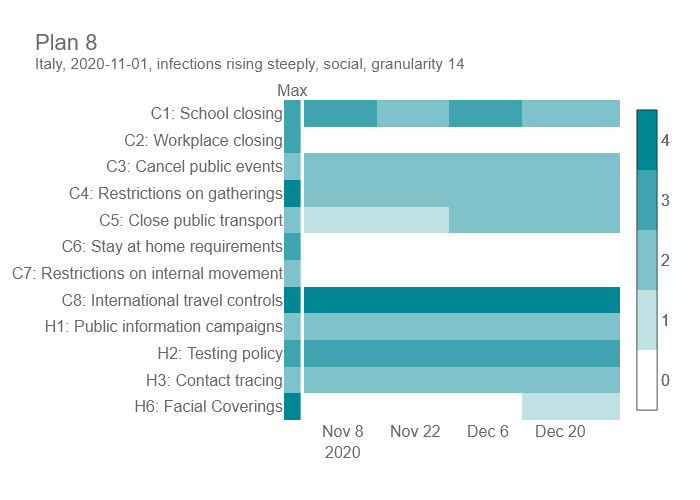 Plan 8
Italy, 2020-11-01, infections rising steeply, social, granularity 14
Max
C1: School closing
C2: Workplace closing
C3: Cancel public events
C4: Restrictions on gatherings
C5: Close public transport
C6: Stay at home requirements
C7: Restrictions on internal movement
C8: International travel controls
H1: Public information campaigns
H2: Testing policy
H3: Contact tracing
H6: Facial Coverings
Nov 8 Nov 22 Dec 6 Dec 20
2020
4
3
2
1
0